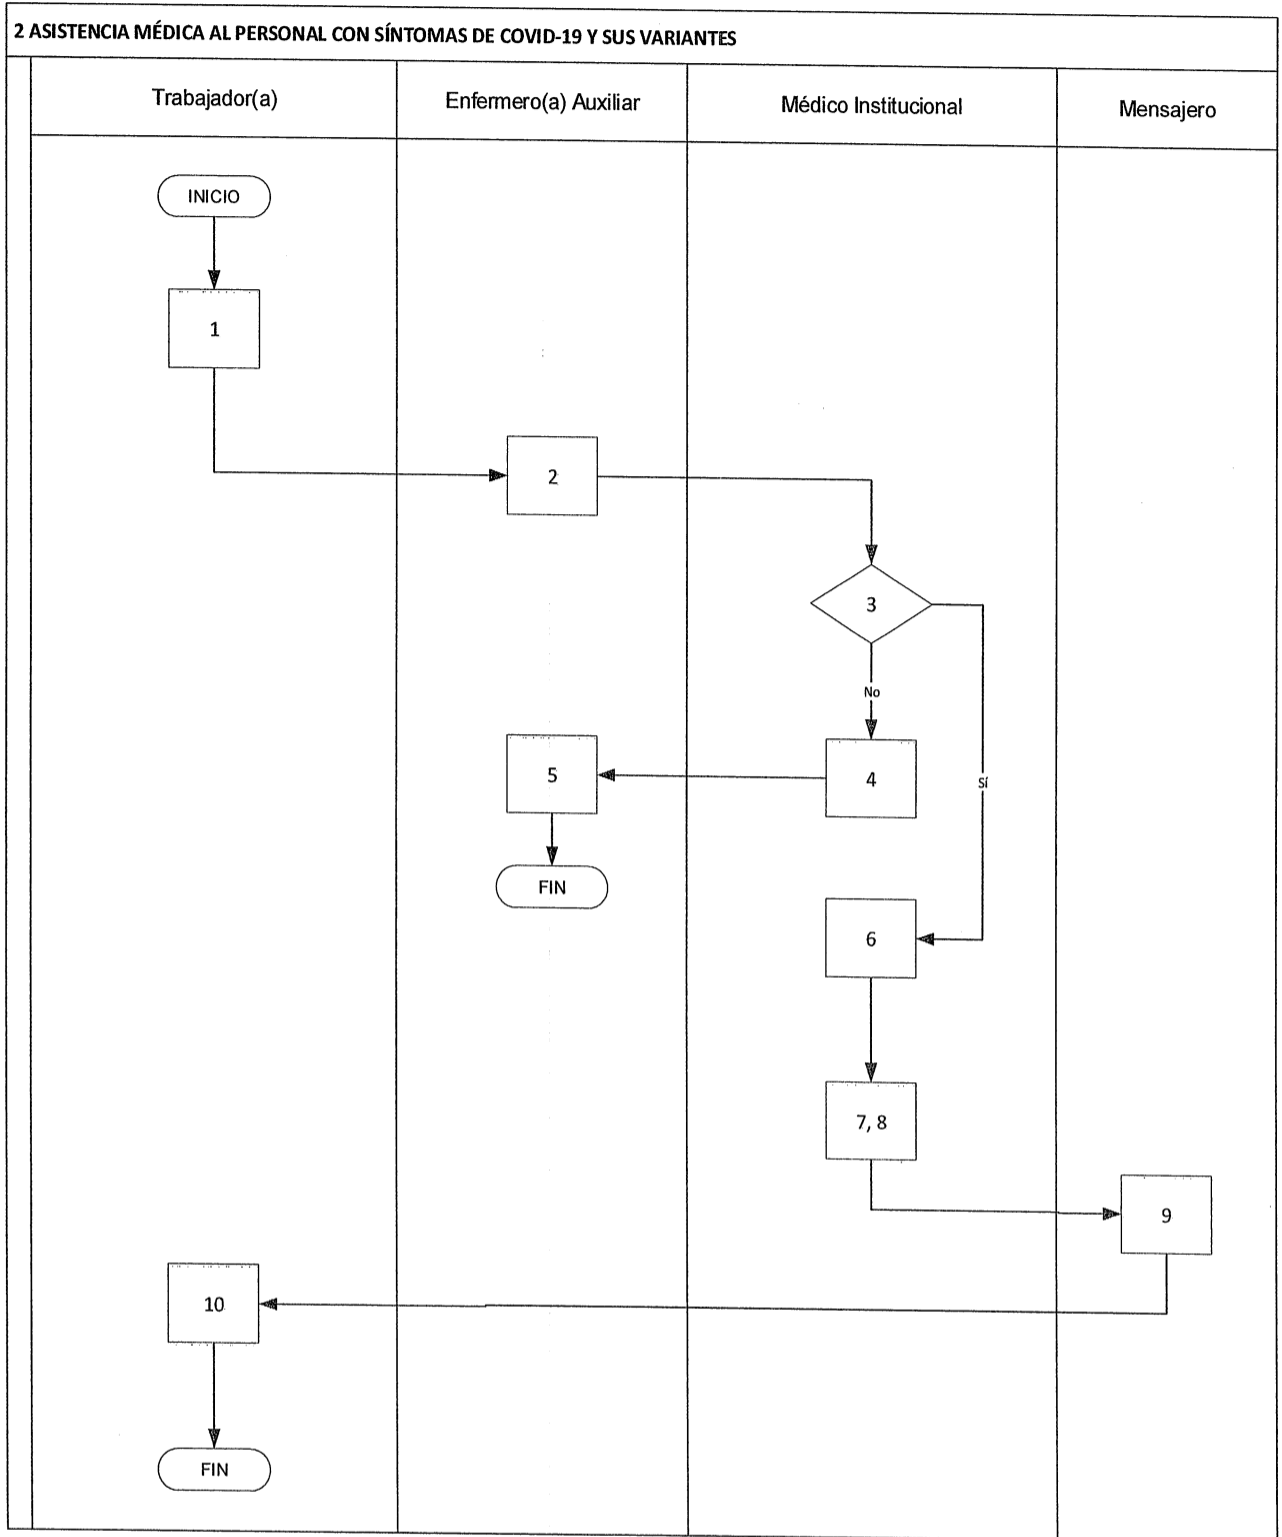 2 ASISTENCIA MÉDICA AL PERSONAL CON SÍNTOMAS DE COVID-19 Y SUS VARIANTES
Trabajador(a)
Enfermero(a) Auxiliar
Médico Institucional
Mensajero
INICIO
1
2
3
No
Sí
4
5
FIN
6
7, 8
9
10
FIN